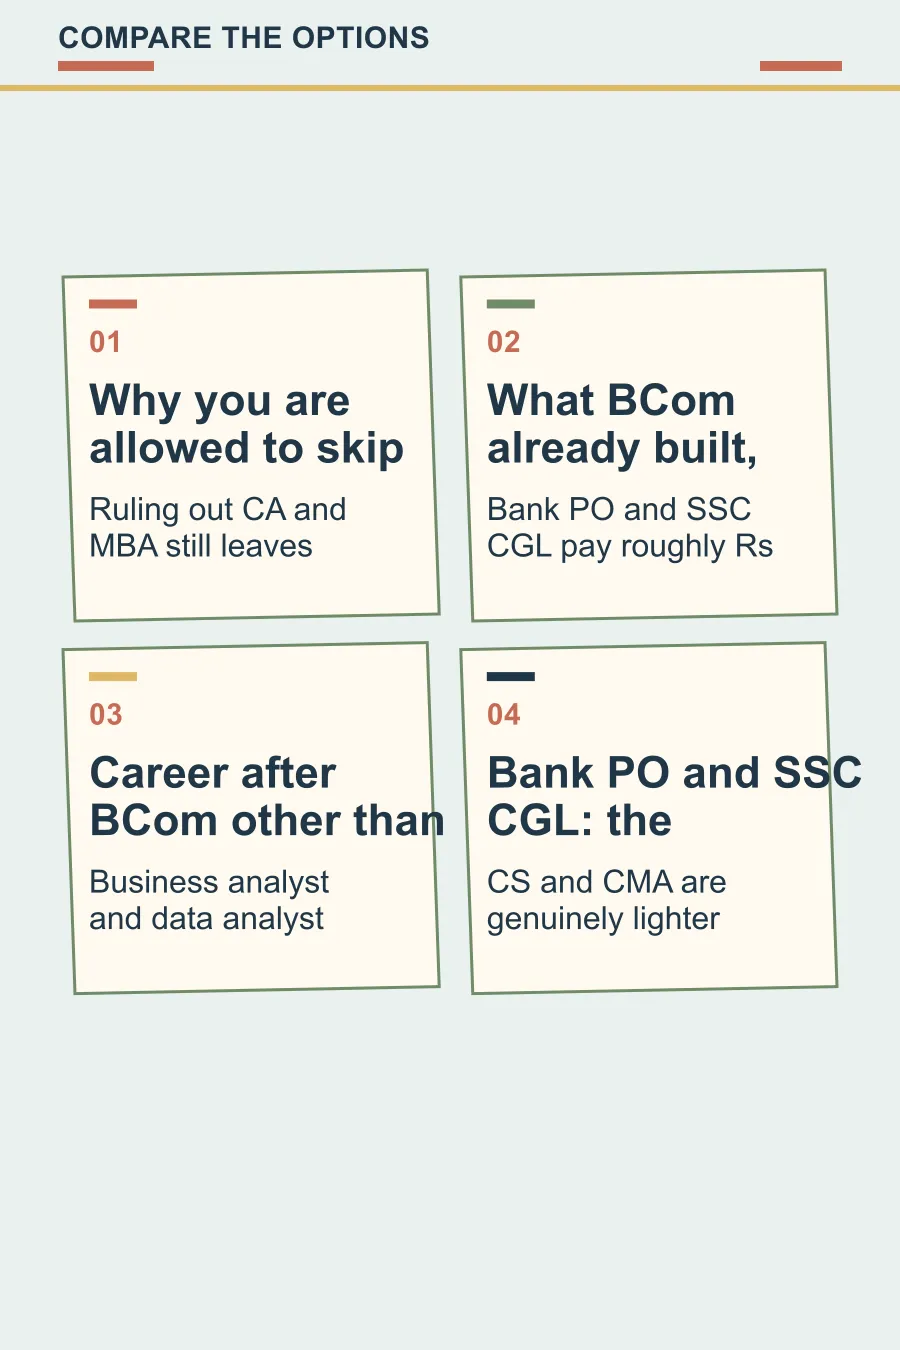 COMPARE THE OPTIONS
01
Why you are
allowed to skip
Ruling out CA and
MBA still leaves
02
What BCom
already built,
Bank PO and SSC
CGL pay roughly Rs
03
Career after
BCom other than
Business analyst
and data analyst
04
Bank PO and SSC
CGL: the
CS and CMA are
genuinely lighter